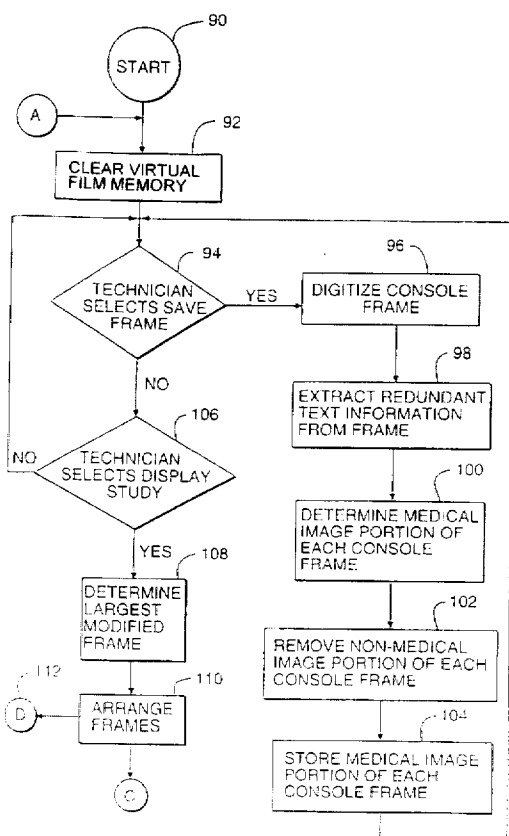 90
START
A
92
CLEAR VIRTUAL
FILM MEMORY
94
TECHNICIAN
SELECTS SAVE
FRAME
YES
NO
96
DIGITIZE CONSOLE
FRAME
98
EXTRACT REDUNDANT
TEXT INFORMATION
FROM FRAME
100
DETERMINE MEDICAL
IMAGE PORTION OF
EACH CONSOLE
FRAME
102
REMOVE NON-MEDICAL
IMAGE PORTION OF EACH
CONSOLE FRAME
104
STORE MEDICAL IMAGE
PORTION OF EACH
CONSOLE FRAME
106
TECHNICIAN
SELECTS DISPLAY
STUDY
NO
YES
108
DETERMINE
LARGEST
MODIFIED
FRAME
110
ARRANGE
FRAMES
112
D
C